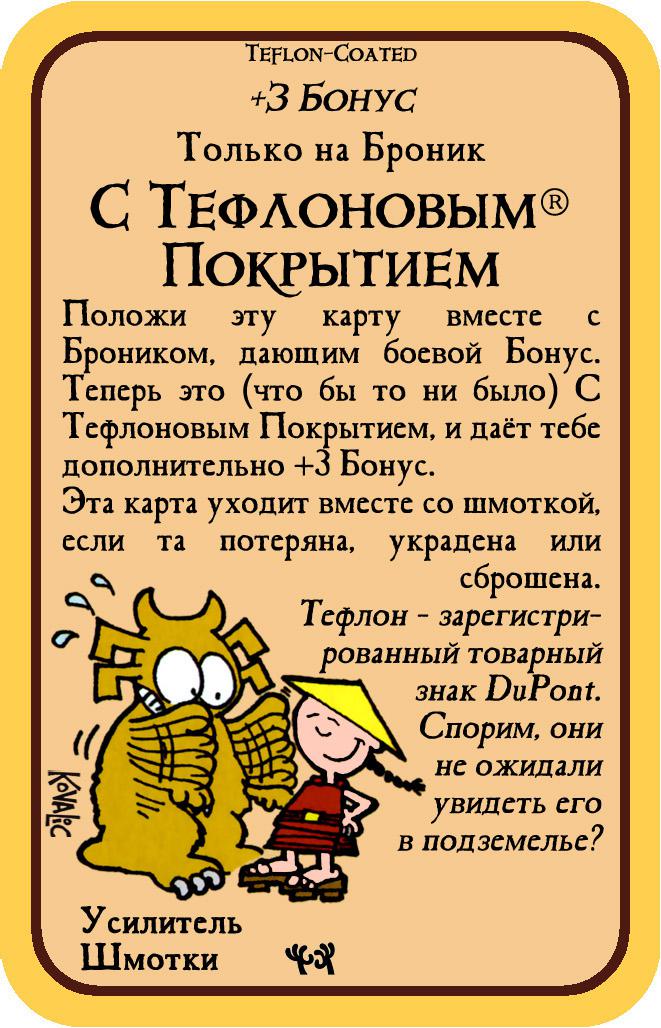 Teflon-Coated
+3 Бонус
Только на Броник
С Тефлоновым®
Покрытием
Положи эту карту вместе с
Броником, дающим боевой Бонус.
Теперь это (что бы то ни было) С
Тефлоновым Покрытием, и даёт тебе
дополнительно +3 Бонус.
Эта карта уходит вместе со шмоткой,
если та потеряна, украдена или
сброшена.
Тефлон - зарегистри-
рованный товарный
знак DuPont.
Спорим, они
не ожидали
увидеть его
в подземелье?
KOVALIC
Усилитель
Шмотки